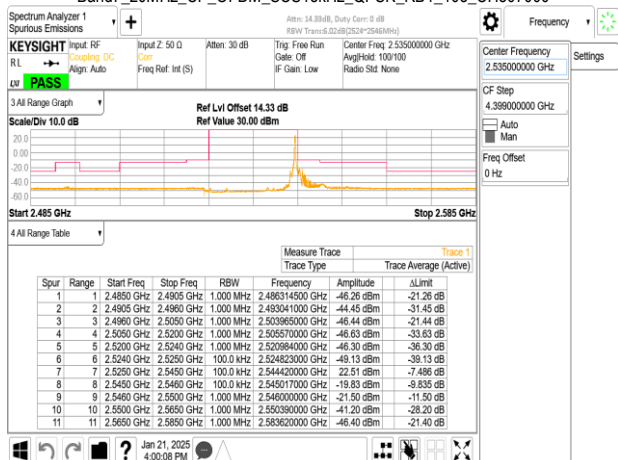 Spectrum Analyzer 1
Spurious Emissions
+
Attn: 14.33dB, Duty Corr: 0 dB
RBW Trans:6.02dB(2524~2546MHz)
Frequency
Settings
KEYSIGHT
RL
PASS
Input: RF
Coupling: DC
Align: Auto
Input Z: 50 Ω
Corr
Freq Ref: Int (S)
Atten: 30 dB
Trig: Free Run
Gate: Off
IF Gain: Low
Center Freq: 2.535000000 GHz
Avg|Hold: 100/100
Radio Std: None
Center Frequency
2.535000000 GHz
CF Step
4.399000000 GHz
Auto
Man
Freq Offset
0 Hz
3 All Range Graph
Scale/Div 10.0 dB
Ref Lvl Offset 14.33 dB
Ref Value 30.00 dBm
20.0
0.00
-20.0
-40.0
-60.0
Start 2.485 GHz
Stop 2.585 GHz
4 All Range Table
Measure Trace Trace 1
Trace Type Trace Average (Active)
Spur Range Start Freq Stop Freq RBW Frequency Amplitude ΔLimit
1 1 2.4850 GHz 2.4905 GHz 1.000 MHz 2.486314500 GHz -46.26 dBm -21.26 dB
2 2 2.4905 GHz 2.4960 GHz 1.000 MHz 2.493041000 GHz -44.45 dBm -31.45 dB
3 3 2.4960 GHz 2.5050 GHz 1.000 MHz 2.503965000 GHz -46.44 dBm -21.44 dB
4 4 2.5050 GHz 2.5200 GHz 1.000 MHz 2.505570000 GHz -46.63 dBm -33.63 dB
5 5 2.5200 GHz 2.5240 GHz 1.000 MHz 2.520984000 GHz -46.30 dBm -36.30 dB
6 6 2.5240 GHz 2.5250 GHz 100.0 kHz 2.524823000 GHz -49.13 dBm -39.13 dB
7 7 2.5250 GHz 2.5450 GHz 100.0 kHz 2.544420000 GHz 22.51 dBm -7.486 dB
8 8 2.5450 GHz 2.5460 GHz 100.0 kHz 2.545017000 GHz -19.83 dBm -9.835 dB
9 9 2.5460 GHz 2.5500 GHz 1.000 MHz 2.546000000 GHz -21.50 dBm -11.50 dB
10 10 2.5500 GHz 2.5650 GHz 1.000 MHz 2.550390000 GHz -41.20 dBm -28.20 dB
11 11 2.5650 GHz 2.5850 GHz 1.000 MHz 2.583620000 GHz -46.40 dBm -21.40 dB
?
Jan 21, 2025
4:00:08 PM